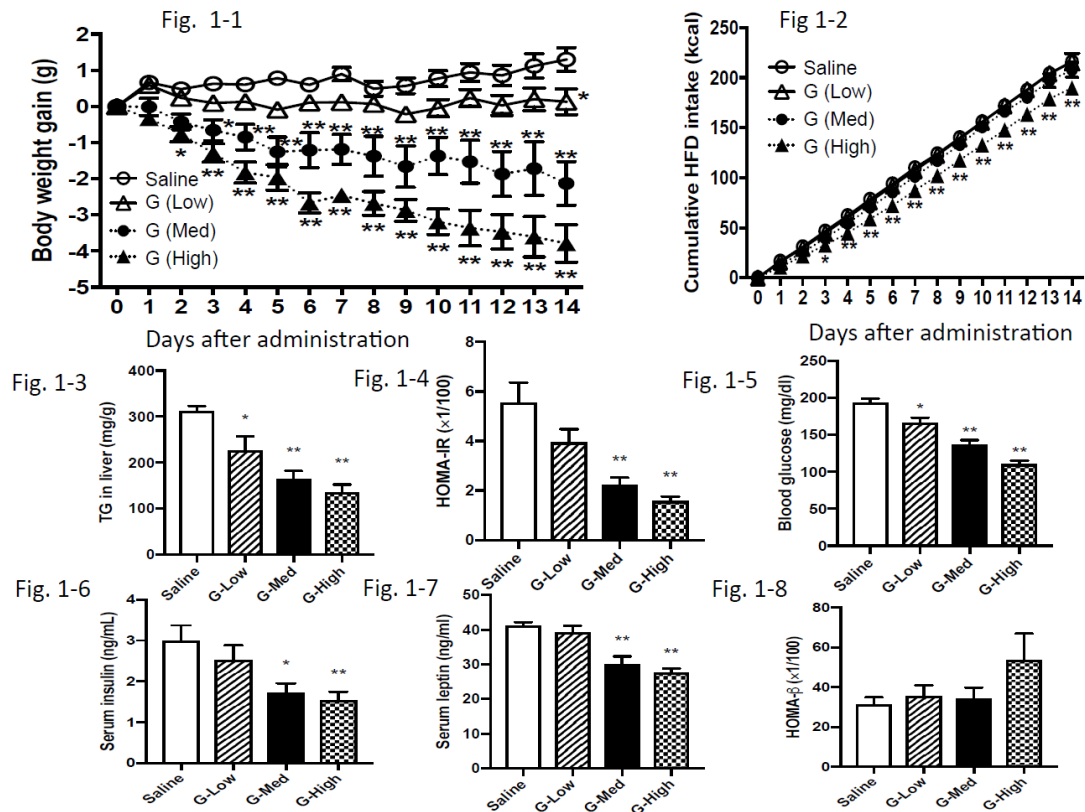 Fig. 1-1
Body weight gain (g)
2
1
0
-1
-2
-3
-4
-5
Saline
G (Low)
G (Med)
G (High)
*
* ** ** ** ** ** ** ** ** ** ** **
* ** ** ** ** ** ** ** ** ** ** ** **
0 1 2 3 4 5 6 7 8 9 10 11 12 13 14
Days after administration
Fig 1-2
Cumulative HFD intake (kcal)
250
200
150
100
50
0
Saline
G (Low)
G (Med)
G (High)
* ** ** ** ** ** ** ** ** ** ** **
0 1 2 3 4 5 6 7 8 9 10 11 12 13 14
Days after administration
Fig. 1-3
TG in liver (mg/g)
400
300
200
100
0
* ** **
Saline G-Low G-Med G-High
Fig. 1-4
HOMA-IR (×1/100)
8
6
4
2
0
** **
Saline G-Low G-Med G-High
Fig. 1-5
Blood glucose (mg/dl)
250
200
150
100
50
0
* ** **
Saline G-Low G-Med G-High
Fig. 1-6
Serum insulin (ng/mL)
4
3
2
1
0
* **
Saline G-Low G-Med G-High
Fig. 1-7
Serum leptin (ng/ml)
50
40
30
20
10
0
** **
Saline G-Low G-Med G-High
Fig. 1-8
HOMA-β (×1/100)
80
60
40
20
0
Saline G-Low G-Med G-High